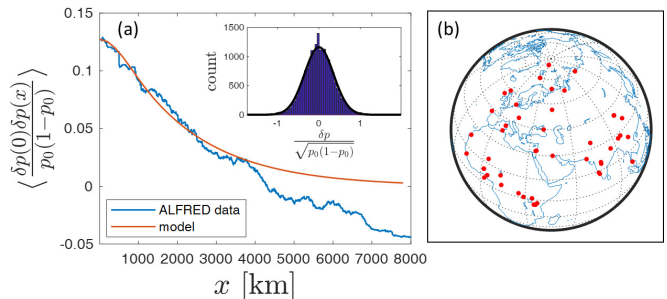 (a)
(b)
0.15
0.1
0.05
0
-0.05
⟨ δp(0)δp(x) / p₀(1−p₀) ⟩
1000 2000 3000 4000 5000 6000 7000 8000
x [km]
ALFRED data
model
1500
1000
500
0
count
-1 0 1
δp
√p₀(1−p₀)